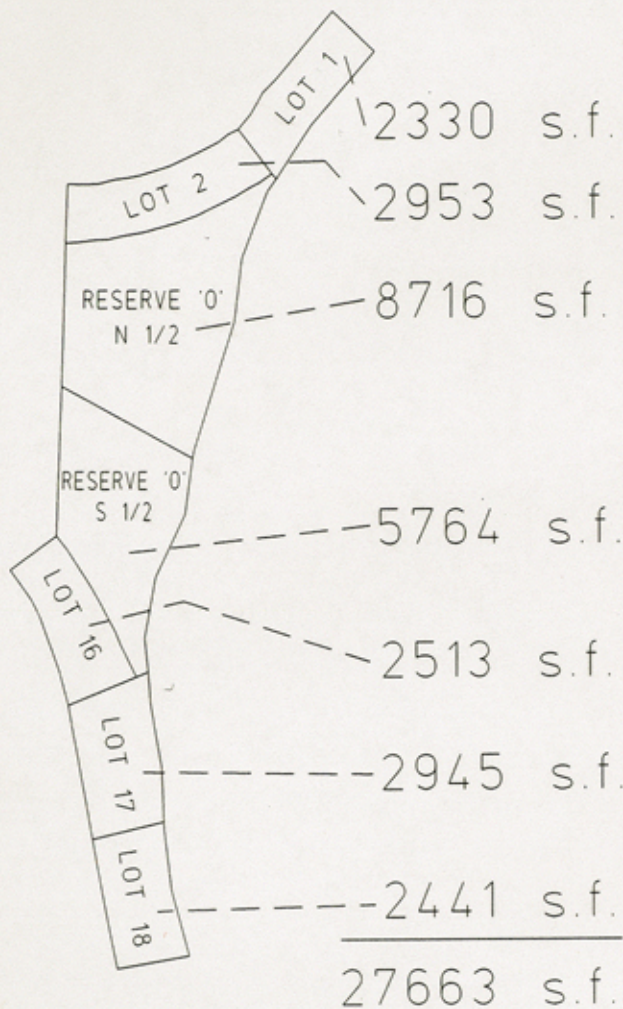 LOT 1
2330 s.f.
LOT 2
2953 s.f.
RESERVE '0'
N 1/2
8716 s.f.
RESERVE '0'
S 1/2
5764 s.f.
LOT 16
2513 s.f.
LOT 17
2945 s.f.
LOT 18
2441 s.f.
27663 s.f.